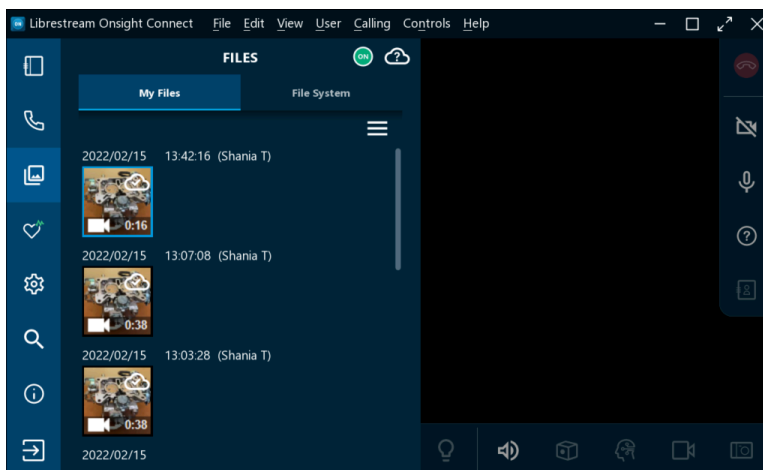 Librestream Onsight Connect File Edit View User Calling Controls Help
FILES ON
My Files File System
2022/02/15 13:42:16 (Shania T)
0:16
2022/02/15 13:07:08 (Shania T)
0:38
2022/02/15 13:03:28 (Shania T)
0:38
2022/02/15